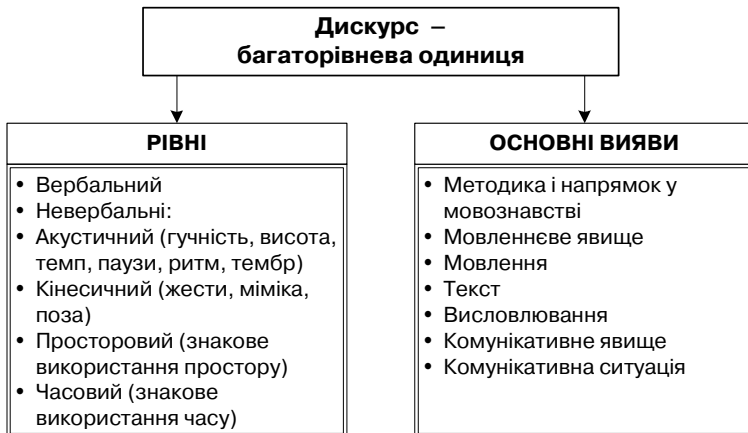 Дискурс –
багаторівнева одиниця
РІВНІ
• Вербальний
• Невербальні:
• Акустичний (гучність, висота,
темп, паузи, ритм, тембр)
• Кінесичний (жести, міміка,
поза)
• Просторовий (знакове
використання простору)
• Часовий (знакове
використання часу)
ОСНОВНІ ВИЯВИ
• Методика і напрямок у
мовознавстві
• Мовленнєве явище
• Мовлення
• Текст
• Висловлювання
• Комунікативне явище
• Комунікативна ситуація